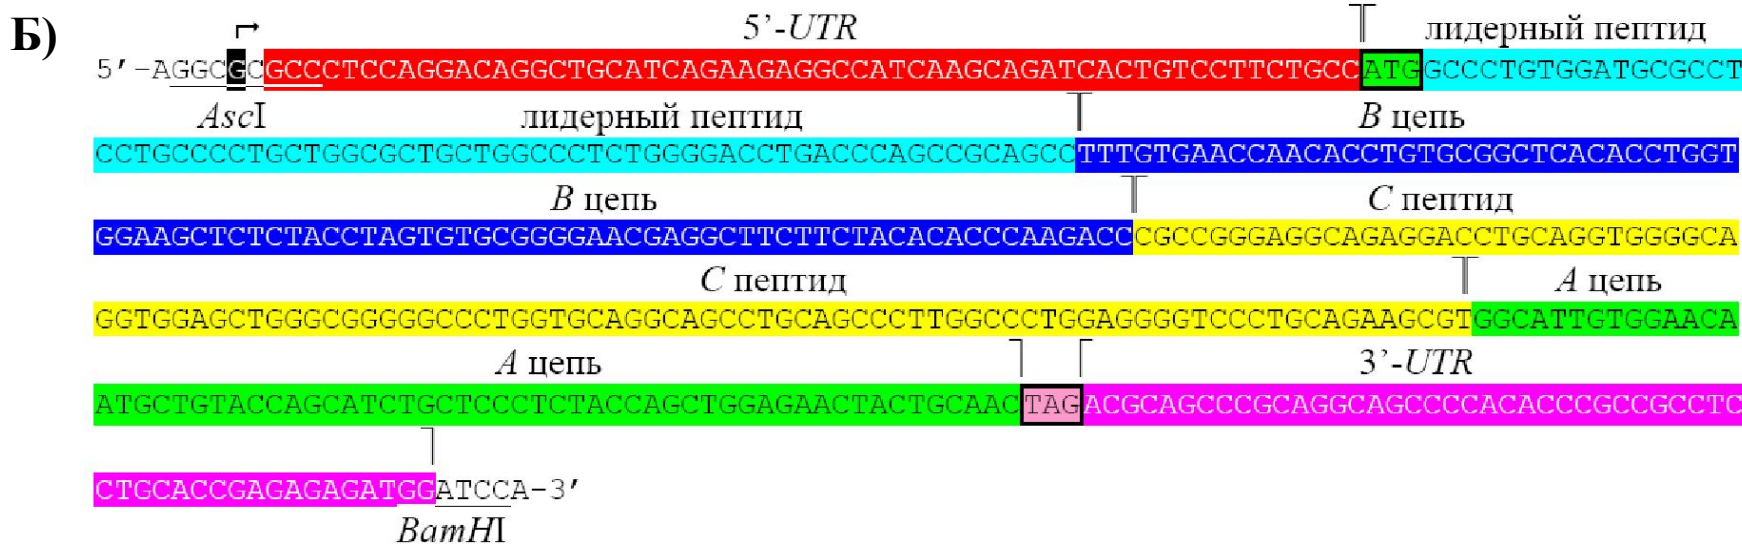 Б)
5'-UTR лидерный пептид
5'-AGGCGCGCCCTCCAGGACAGGCTGCATCAGAAGAGGCCATCAAGCAGATCACTGTCCTTCTGCCATGGCCCTGTGGATGCGCCT
AscI лидерный пептид B цепь
CCTGCCCCTGCTGGCGCTGCTGGCCCTCTGGGGACCTGACCCAGCCGCAGCCTTTGTGAACCAACACCTGTGCGGCTCACACCTGGT
B цепь C пептид
GGAAGCTCTCTACCTAGTGTGCGGGGAACGAGGCTTCTTCTACACACCCAAGACCCGCCGGGAGGCAGAGGACCTGCAGGTGGGGCA
C пептид A цепь
GGTGGAGCTGGGCGGGGGCCCTGGTGCAGGCAGCCTGCAGCCCTTGGCCCTGGAGGGGTCCCTGCAGAAGCGTGGCATTGTGGAACA
A цепь 3'-UTR
ATGCTGTACCAGCATCTGCTCCCTCTACCAGCTGGAGAACTACTGCAACTAGACGCAGCCCGCAGGCAGCCCCACACCCGCCGCCTC
CTGCACCGAGAGAGATGGATCCA-3'
BamHI